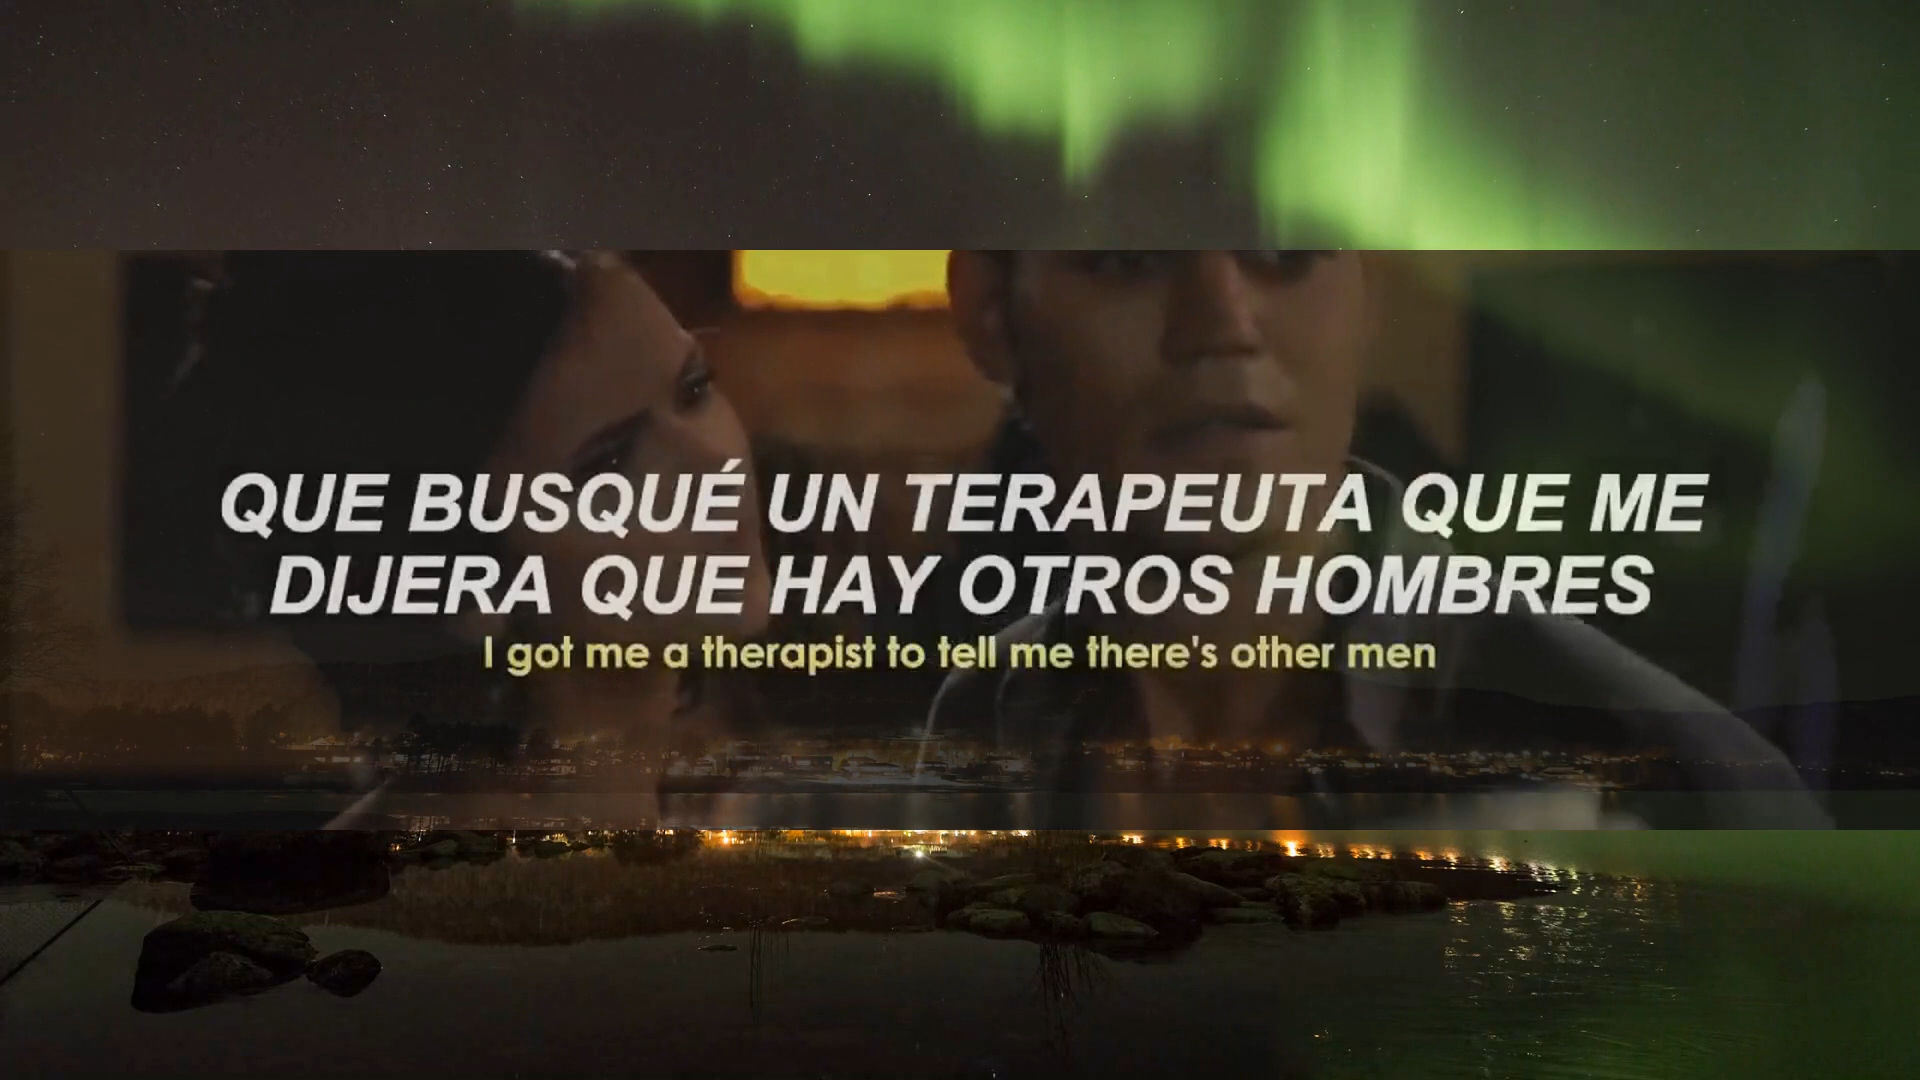 QUE BUSQUÉ UN TERAPEUTA QUE ME
DIJERA QUE HAY OTROS HOMBRES
I got me a therapist to tell me there's other men